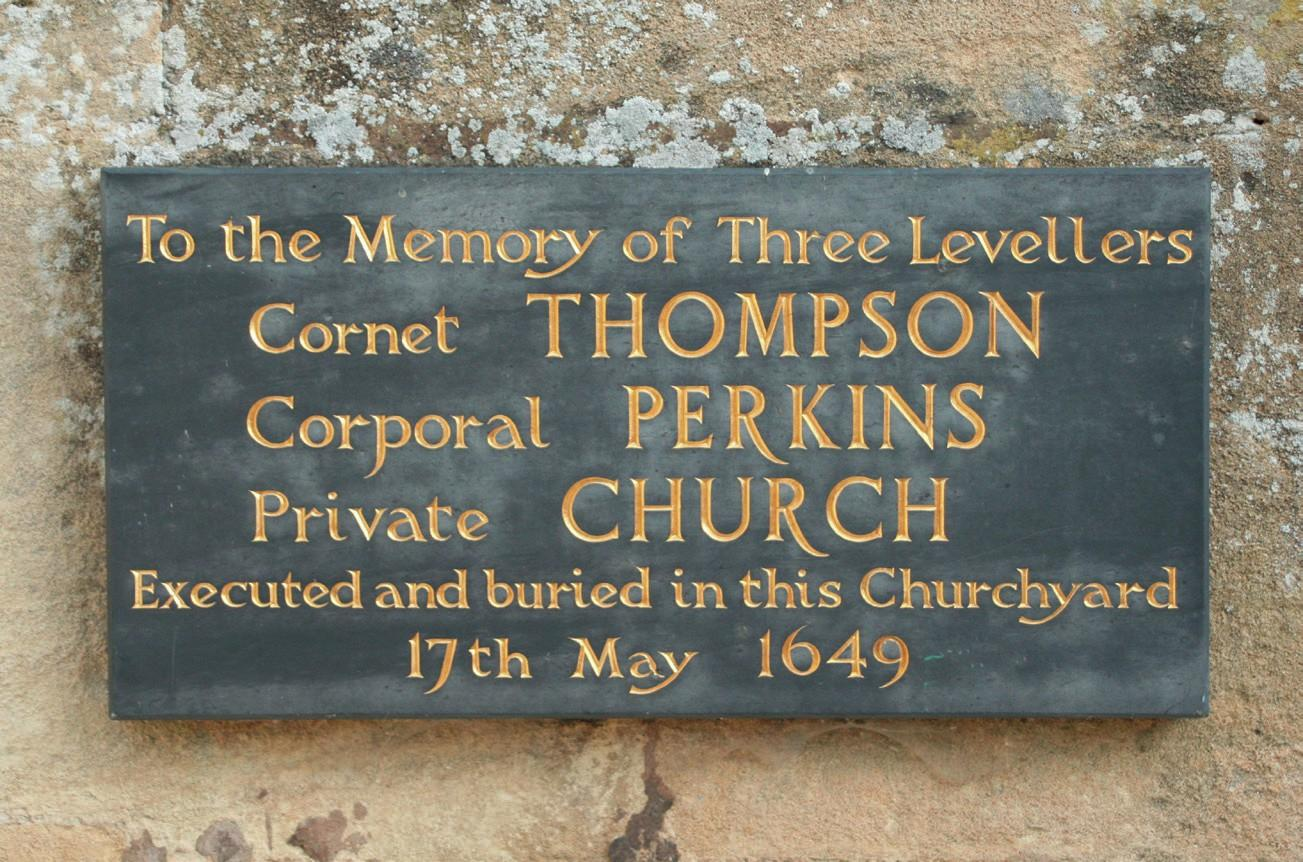 To the Memory of Three Levellers
Cornet THOMPSON
Corporal PERKINS
Private CHURCH
Executed and buried in this Churchyard
17th May 1649